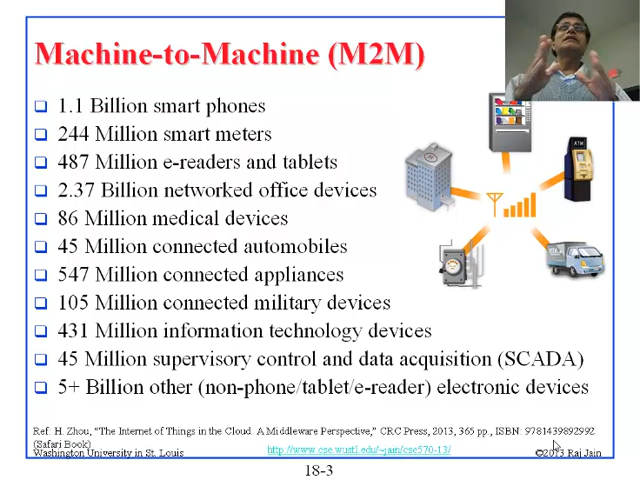 Machine-to-Machine (M2M)
1.1 Billion smart phones
244 Million smart meters
487 Million e-readers and tablets
2.37 Billion networked office devices
86 Million medical devices
45 Million connected automobiles
547 Million connected appliances
105 Million connected military devices
431 Million information technology devices
45 Million supervisory control and data acquisition (SCADA)
5+ Billion other (non-phone/tablet/e-reader) electronic devices
ATM
Ref: H. Zhou, “The Internet of Things in the Cloud: A Middleware Perspective,” CRC Press, 2013, 365 pp., ISBN: 9781439892992
(Safari Book)
Washington University in St. Louis
http://www.cse.wustl.edu/~jain/cse570-13/
©2013 Raj Jain
18-3